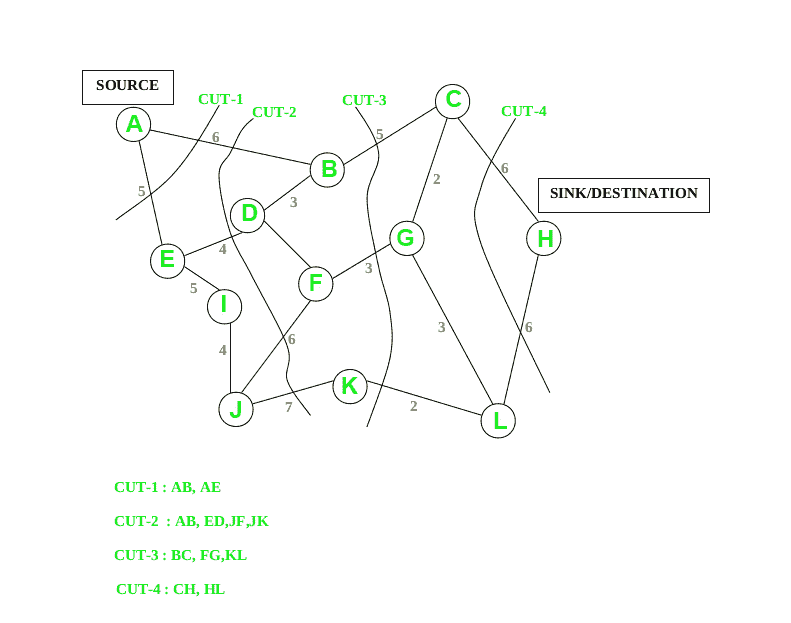 SOURCE
CUT-1
CUT-2
CUT-3
C
CUT-4
A
6
5
B
6
5
2
SINK/DESTINATION
3
D
G
H
4
E
F
3
5
I
6
3
6
4
K
J
7
2
L
CUT-1 : AB, AE
CUT-2 : AB, ED,JF,JK
CUT-3 : BC, FG,KL
CUT-4 : CH, HL